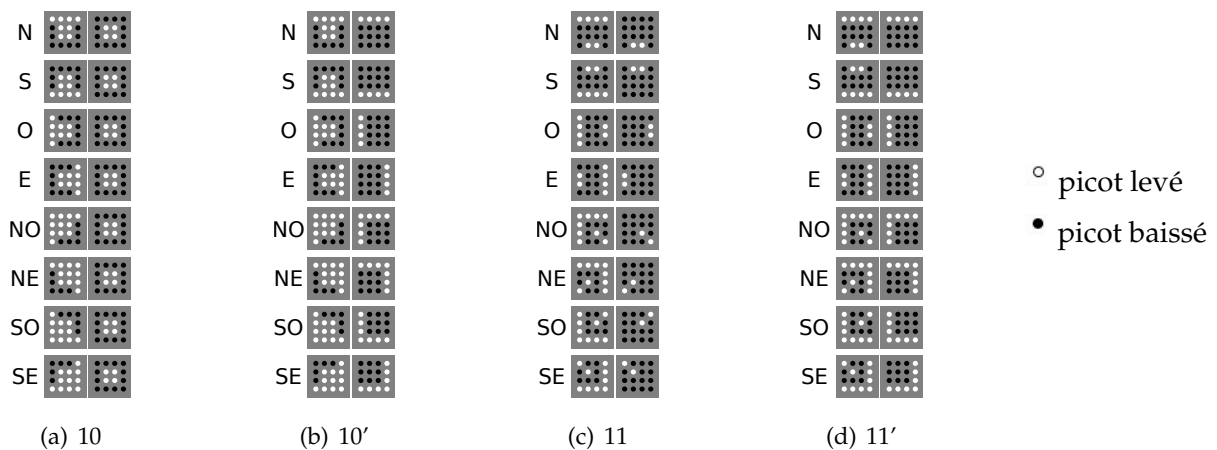 N N N N
S S S S
O O O O
E E E E
picot levé
NO NO NO NO
picot baissé
NE NE NE NE
SO SO SO SO
SE SE SE SE
(a) 10 (b) 10’ (c) 11 (d) 11’